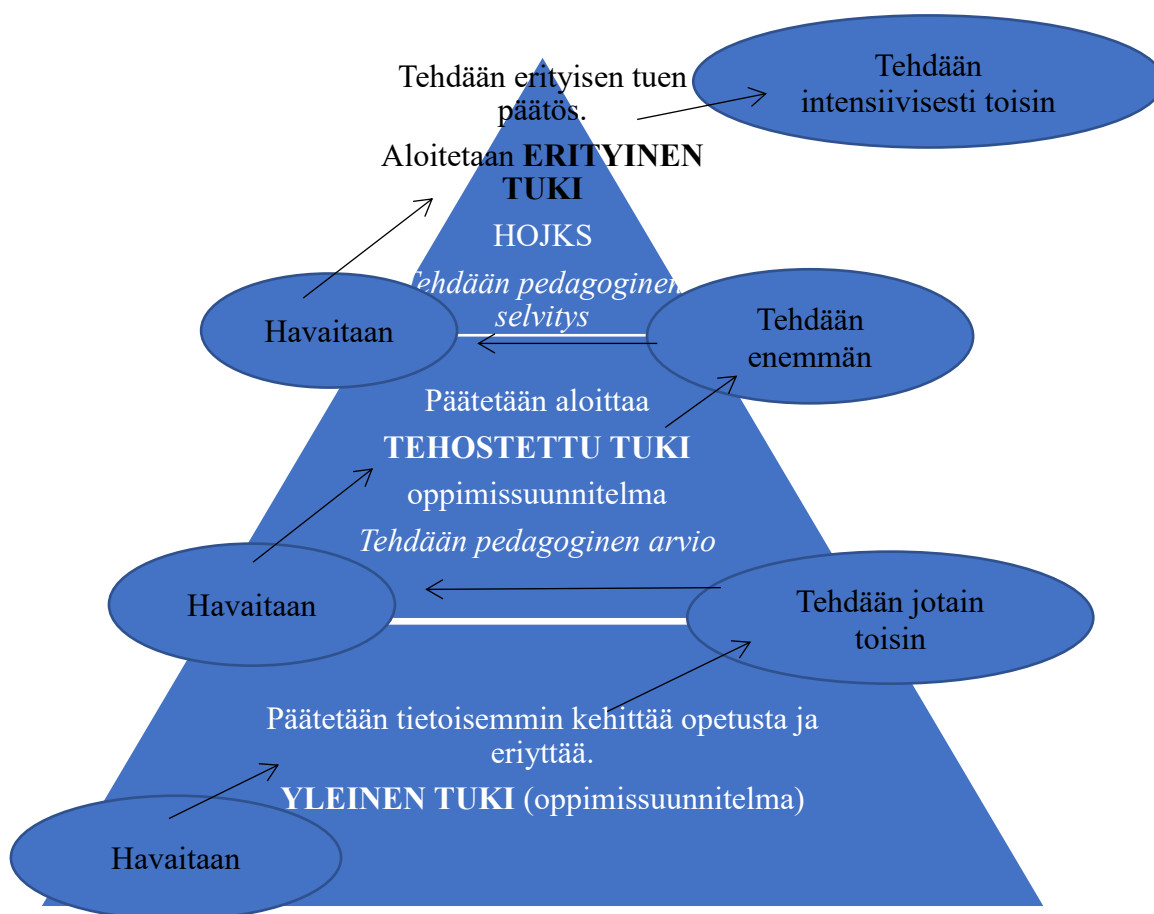 Tehdään erityisen tuen
päätös.
Aloitetaan ERITYINEN
TUKI
HOJKS
Tehdään pedagoginen
selvitys
Tehdään
intensiivisesti toisin
Havaitaan
Tehdään
enemmän
Päätetään aloittaa
TEHOSTETTU TUKI
oppimissuunnitelma
Tehdään pedagoginen arvio
Havaitaan
Tehdään jotain
toisin
Päätetään tietoisemmin kehittää opetusta ja
eriyttää.
YLEINEN TUKI (oppimissuunnitelma)
Havaitaan